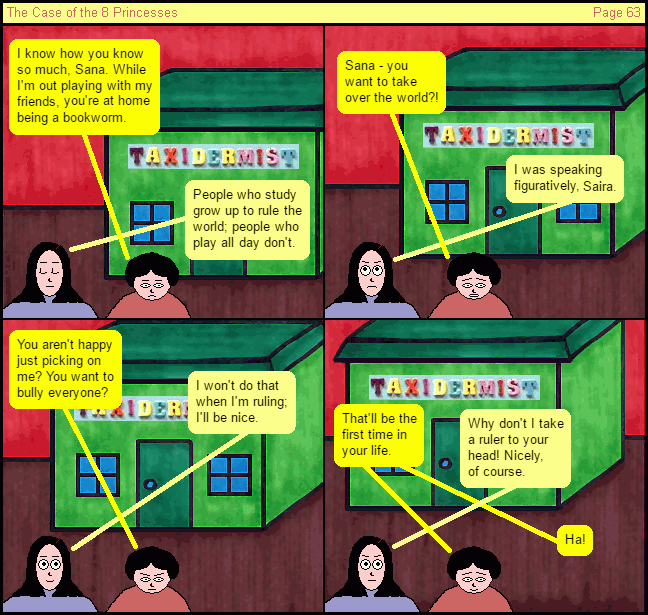 The Case of the 8 Princesses
Page 63
I know how you know
so much, Sana. While
I'm out playing with my
friends, you're at home
being a bookworm.
TAXIDERMIST
People who study
grow up to rule the
world; people who
play all day don't.
Sana - you
want to take
over the world?!
TAXIDERMIST
I was speaking
figuratively, Saira.
You aren't happy
just picking on
me? You want to
bully everyone?
TAXIDER
I won't do that
when I'm ruling;
I'll be nice.
TAXIDERMIST
That'll be the
first time in
your life.
Why don't I take
a ruler to your
head! Nicely,
of course.
Ha!